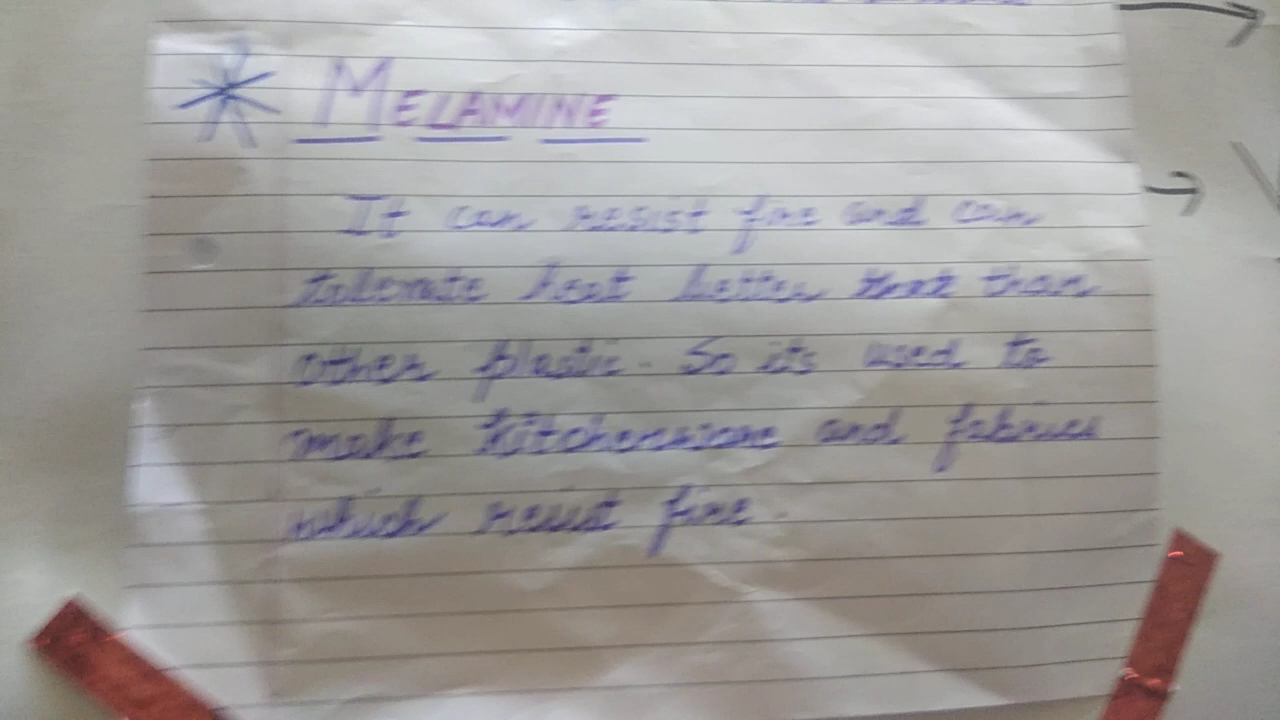 MELAMINE
It can resist fire and can
tolerate heat better that than
other plastic. So its used to
make kitchenware and fabrics
which resist fire.